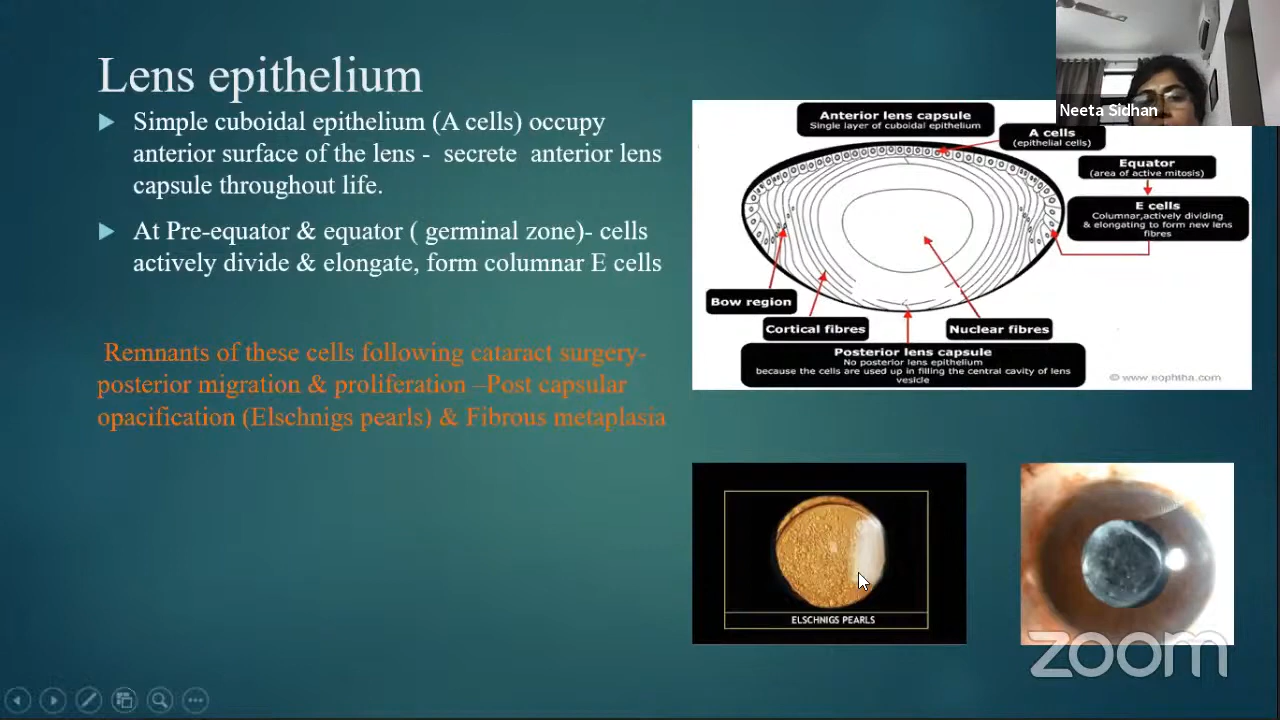 Lens epithelium
Simple cuboidal epithelium (A cells) occupy
anterior surface of the lens - secrete anterior lens
capsule throughout life.
At Pre-equator & equator ( germinal zone)- cells
actively divide & elongate, form columnar E cells
Remnants of these cells following cataract surgery-
posterior migration & proliferation –Post capsular
opacification (Elschnigs pearls) & Fibrous metaplasia
Neeta Sidhan
Anterior lens capsule
Single layer of cuboidal epithelium
A cells
(epithelial cells)
Equator
(area of active mitosis)
E cells
Columnar,actively dividing
& elongating to form new lens
fibres
Bow region
Cortical fibres
Nuclear fibres
Posterior lens capsule
No posterior lens epithelium
because the cells are used up in filling the central cavity of lens
vesicle
© www.eophtha.com
ELSCHNIGS PEARLS
zoom